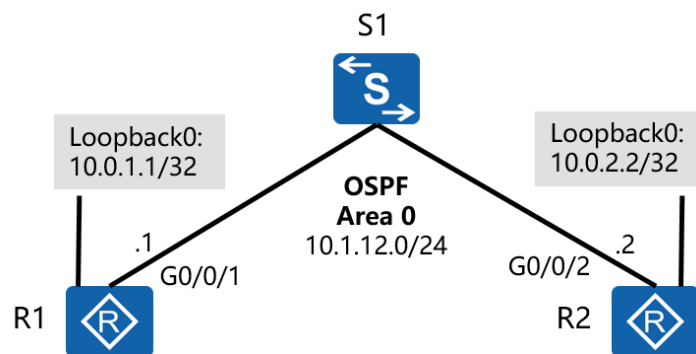 S1
S
Loopback0:
10.0.1.1/32
Loopback0:
10.0.2.2/32
OSPF
Area 0
10.1.12.0/24
.1
.2
G0/0/1
G0/0/2
R1
R
R2
R